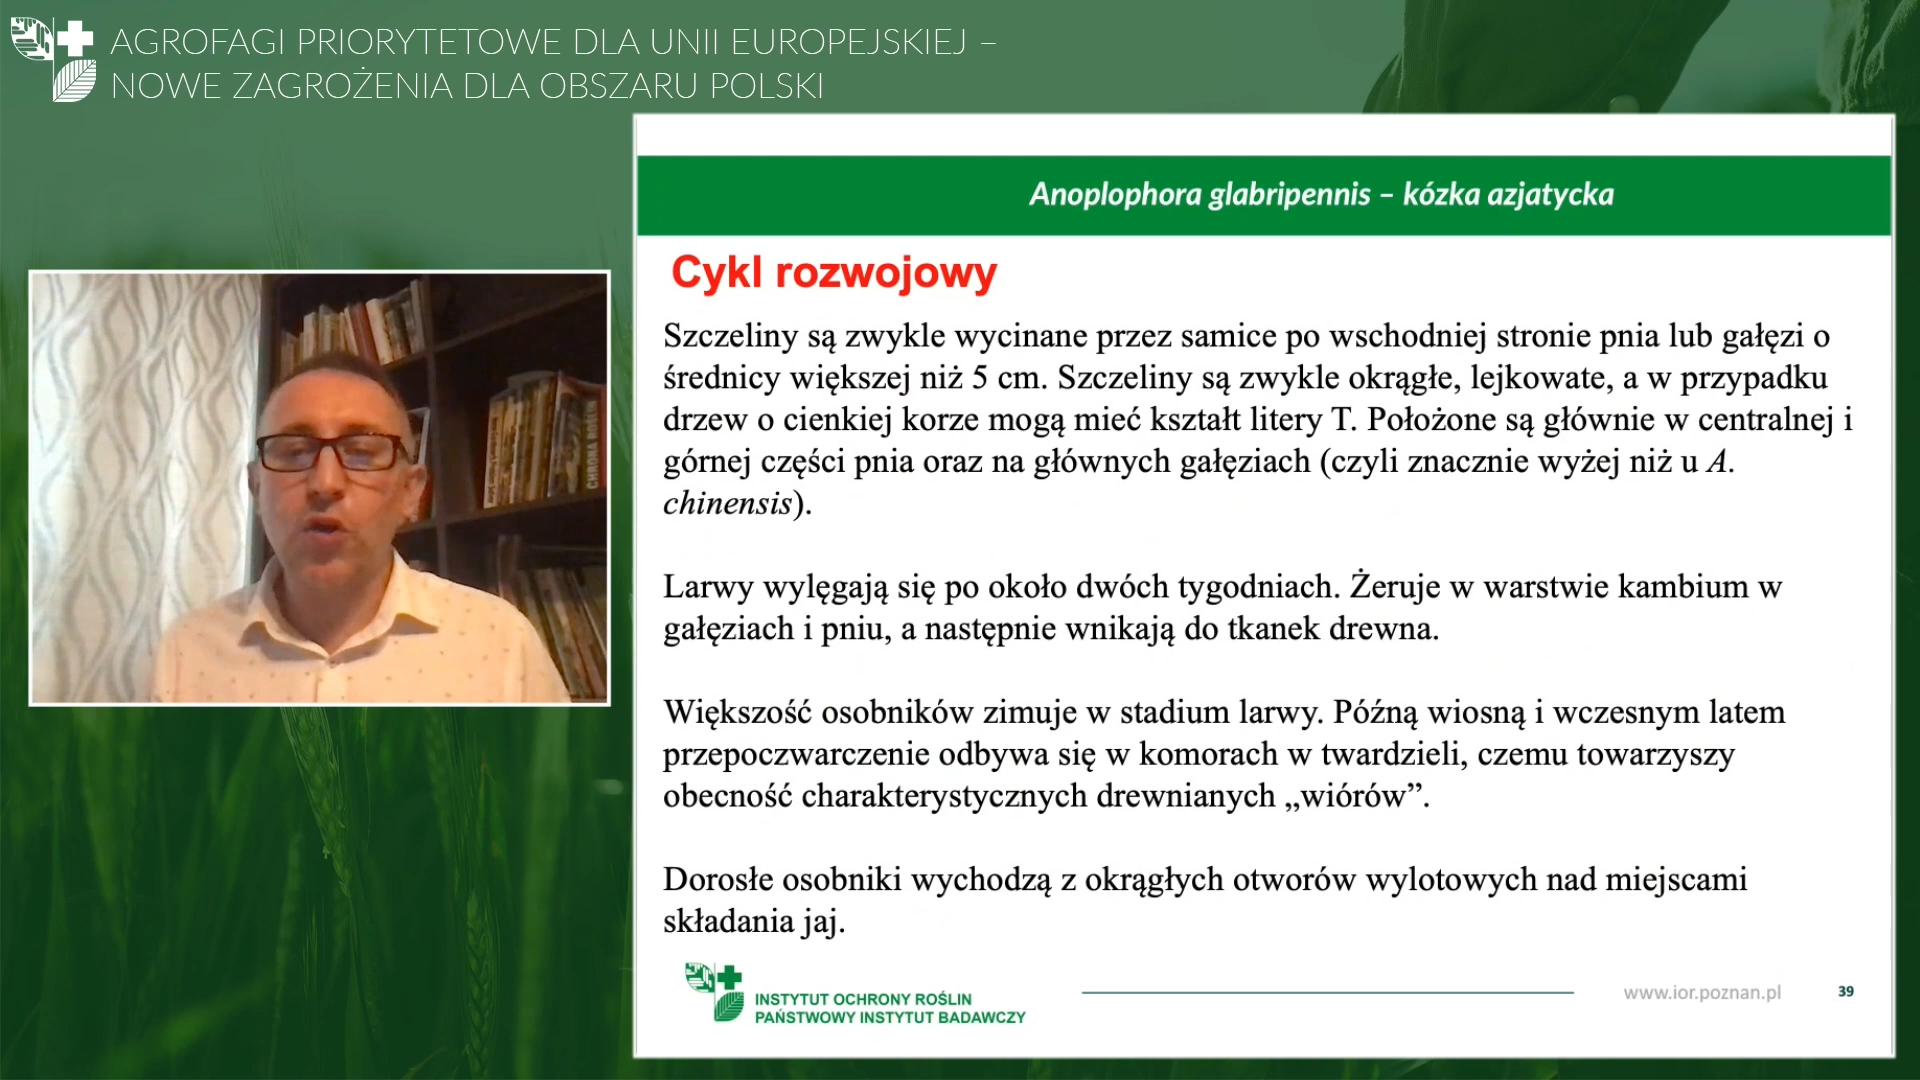 AGROFAGI PRIORYTETOWE DLA UNII EUROPEJSKIEJ –
NOWE ZAGROŻENIA DLA OBSZARU POLSKI
Anoplophora glabripennis – kózka azjatycka
Cykl rozwojowy
Szczeliny są zwykle wycinane przez samice po wschodniej stronie pnia lub gałęzi o
średnicy większej niż 5 cm. Szczeliny są zwykle okrągłe, lejkowate, a w przypadku
drzew o cienkiej korze mogą mieć kształt litery T. Położone są głównie w centralnej i
górnej części pnia oraz na głównych gałęziach (czyli znacznie wyżej niż u A.
chinensis).
Larwy wylęgają się po około dwóch tygodniach. Żeruje w warstwie kambium w
gałęziach i pniu, a następnie wnikają do tkanek drewna.
Większość osobników zimuje w stadium larwy. Późną wiosną i wczesnym latem
przepoczwarczenie odbywa się w komorach w twardzieli, czemu towarzyszy
obecność charakterystycznych drewnianych „wiórów”.
Dorosłe osobniki wychodzą z okrągłych otworów wylotowych nad miejscami
składania jaj.
INSTYTUT OCHRONY ROŚLIN
PAŃSTWOWY INSTYTUT BADAWCZY
www.ior.poznan.pl
39